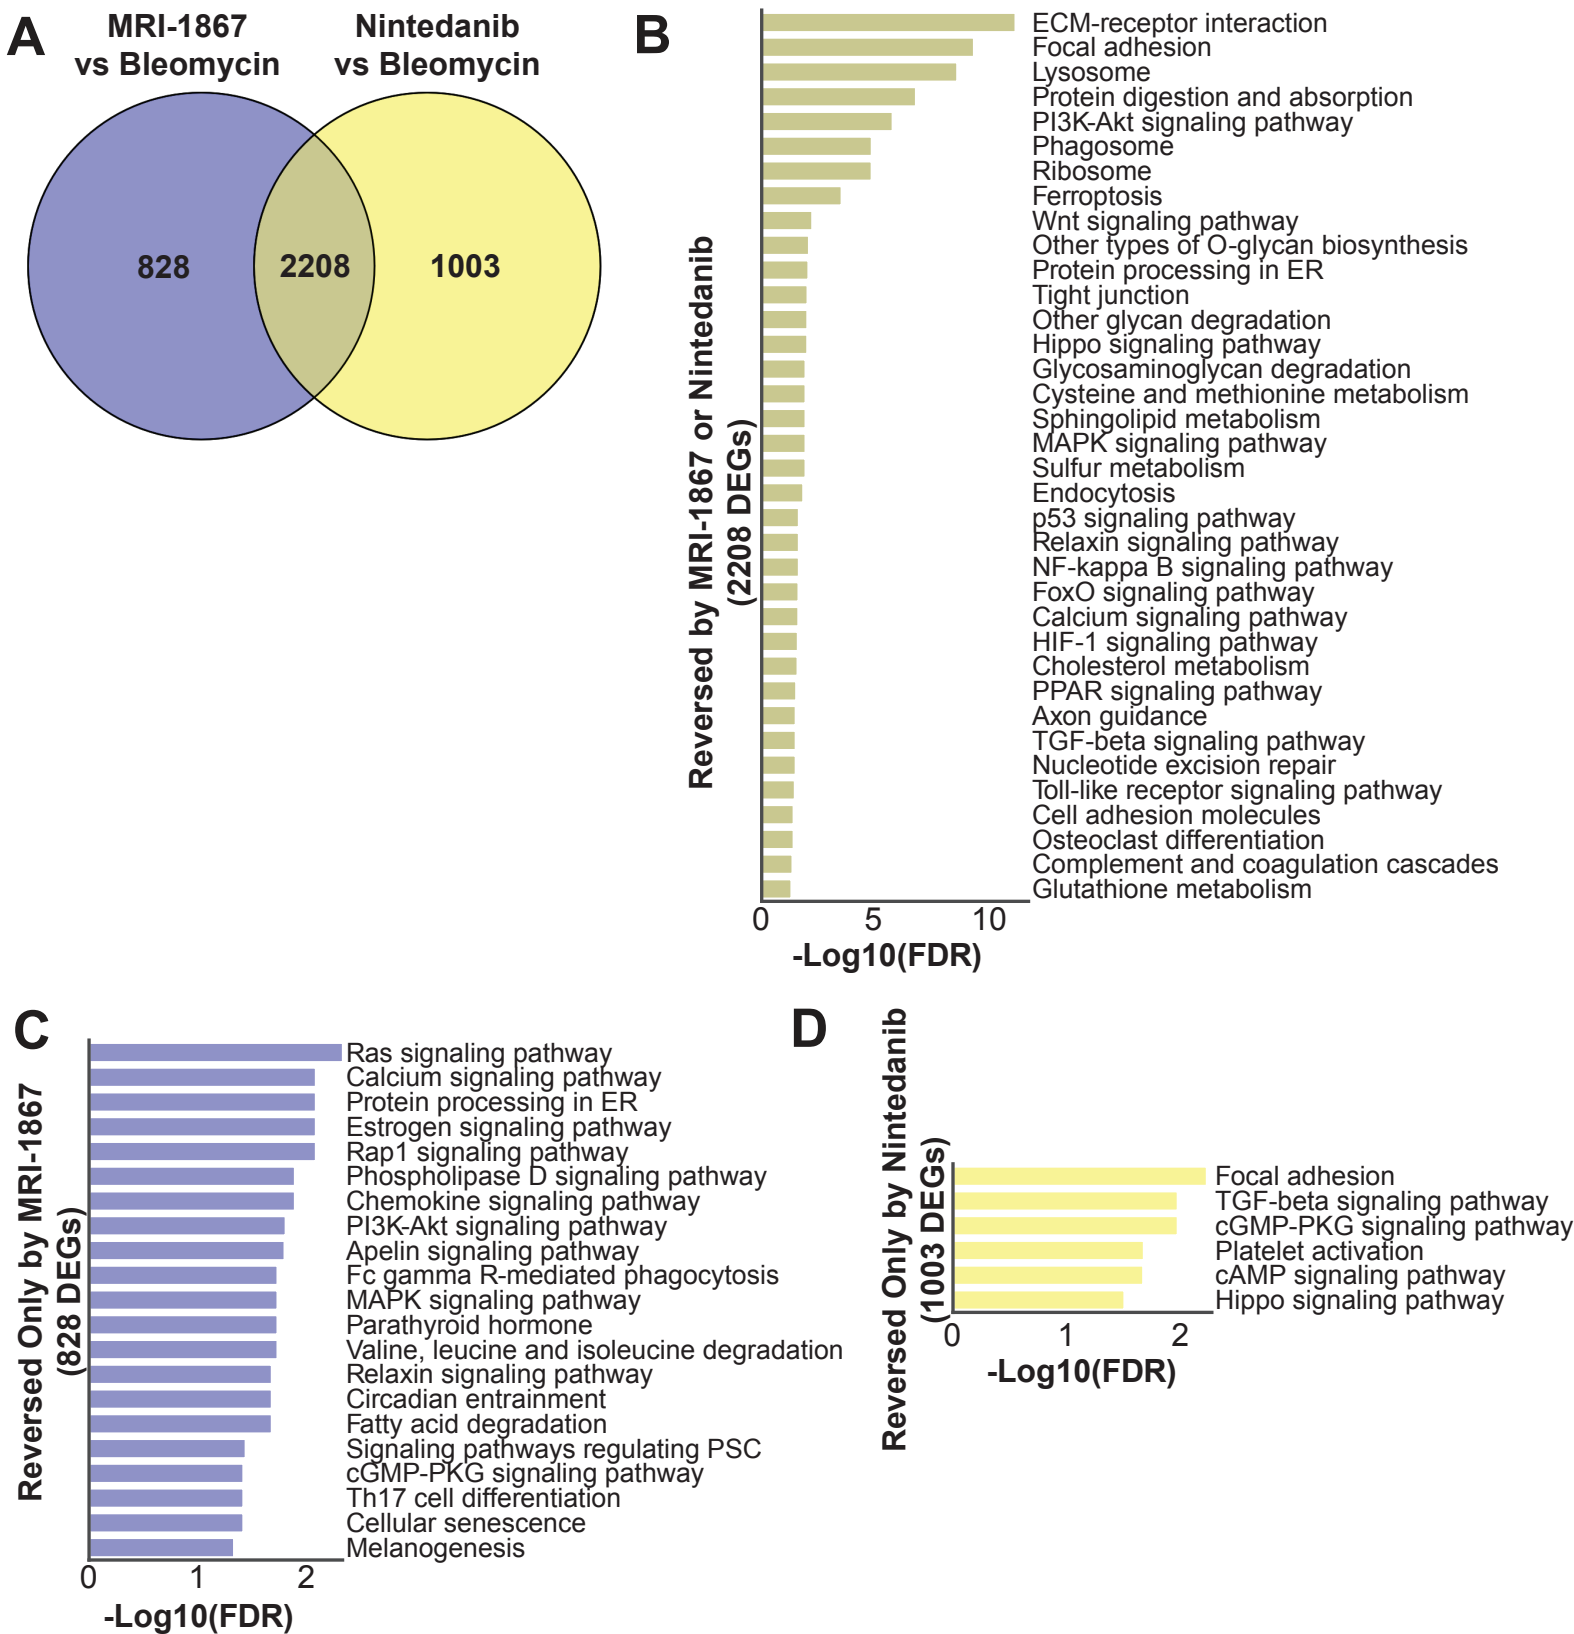 A
MRI-1867
vs Bleomycin
Nintedanib
vs Bleomycin
828
2208
1003
B
Reversed by MRI-1867 or Nintedanib
(2208 DEGs)
ECM-receptor interaction
Focal adhesion
Lysosome
Protein digestion and absorption
PI3K-Akt signaling pathway
Phagosome
Ribosome
Ferroptosis
Wnt signaling pathway
Other types of O-glycan biosynthesis
Protein processing in ER
Tight junction
Other glycan degradation
Hippo signaling pathway
Glycosaminoglycan degradation
Cysteine and methionine metabolism
Sphingolipid metabolism
MAPK signaling pathway
Sulfur metabolism
Endocytosis
p53 signaling pathway
Relaxin signaling pathway
NF-kappa B signaling pathway
FoxO signaling pathway
Calcium signaling pathway
HIF-1 signaling pathway
Cholesterol metabolism
PPAR signaling pathway
Axon guidance
TGF-beta signaling pathway
Nucleotide excision repair
Toll-like receptor signaling pathway
Cell adhesion molecules
Osteoclast differentiation
Complement and coagulation cascades
Glutathione metabolism
0 5 10
-Log10(FDR)
C
Reversed Only by MRI-1867
(828 DEGs)
Ras signaling pathway
Calcium signaling pathway
Protein processing in ER
Estrogen signaling pathway
Rap1 signaling pathway
Phospholipase D signaling pathway
Chemokine signaling pathway
PI3K-Akt signaling pathway
Apelin signaling pathway
Fc gamma R-mediated phagocytosis
MAPK signaling pathway
Parathyroid hormone
Valine, leucine and isoleucine degradation
Relaxin signaling pathway
Circadian entrainment
Fatty acid degradation
Signaling pathways regulating PSC
cGMP-PKG signaling pathway
Th17 cell differentiation
Cellular senescence
Melanogenesis
0 1 2
-Log10(FDR)
D
Reversed Only by Nintedanib
(1003 DEGs)
Focal adhesion
TGF-beta signaling pathway
cGMP-PKG signaling pathway
Platelet activation
cAMP signaling pathway
Hippo signaling pathway
0 1 2
-Log10(FDR)